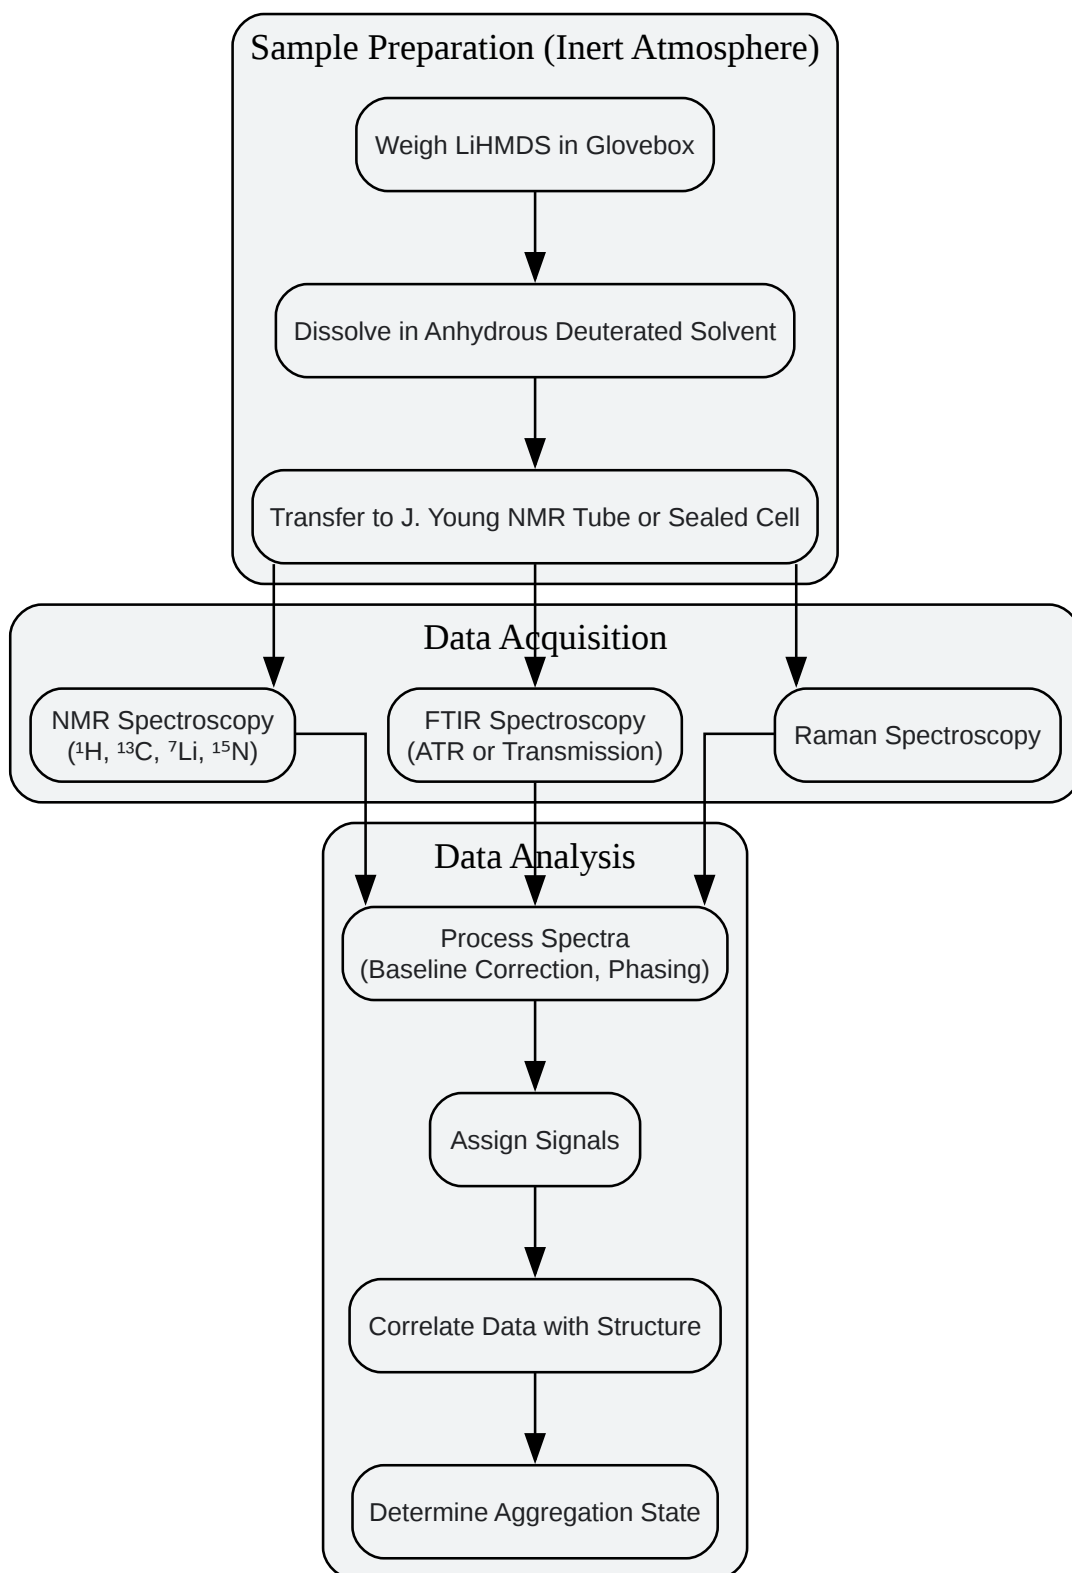 Sample Preparation (Inert Atmosphere)
Weigh LiHMDS in Glovebox
Dissolve in Anhydrous Deuterated Solvent
Transfer to J. Young NMR Tube or Sealed Cell
Data Acquisition
NMR Spectroscopy
(¹H, ¹³C, ⁷Li, ¹⁵N)
FTIR Spectroscopy
(ATR or Transmission)
Raman Spectroscopy
Data Analysis
Process Spectra
(Baseline Correction, Phasing)
Assign Signals
Correlate Data with Structure
Determine Aggregation State